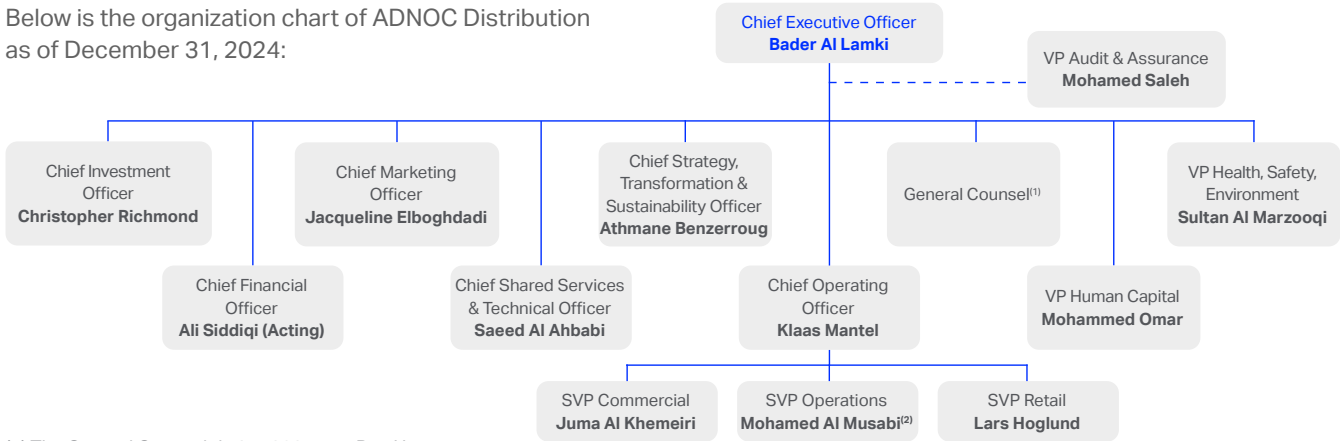 Below is the organization chart of ADNOC Distribution
as of December 31, 2024:
Chief Executive Officer
Bader Al Lamki
VP Audit & Assurance
Mohamed Saleh
Chief Investment
Officer
Christopher Richmond
Chief Marketing
Officer
Jacqueline Elboghdadi
Chief Strategy,
Transformation &
Sustainability Officer
Athmane Benzerroug
General Counsel(1)
VP Health, Safety,
Environment
Sultan Al Marzooqi
Chief Financial
Officer
Ali Siddiqi (Acting)
Chief Shared Services
& Technical Officer
Saeed Al Ahbabi
Chief Operating
Officer
Klaas Mantel
VP Human Capital
Mohammed Omar
SVP Commercial
Juma Al Khemeiri
SVP Operations
Mohamed Al Musabi(2)
SVP Retail
Lars Hoglund